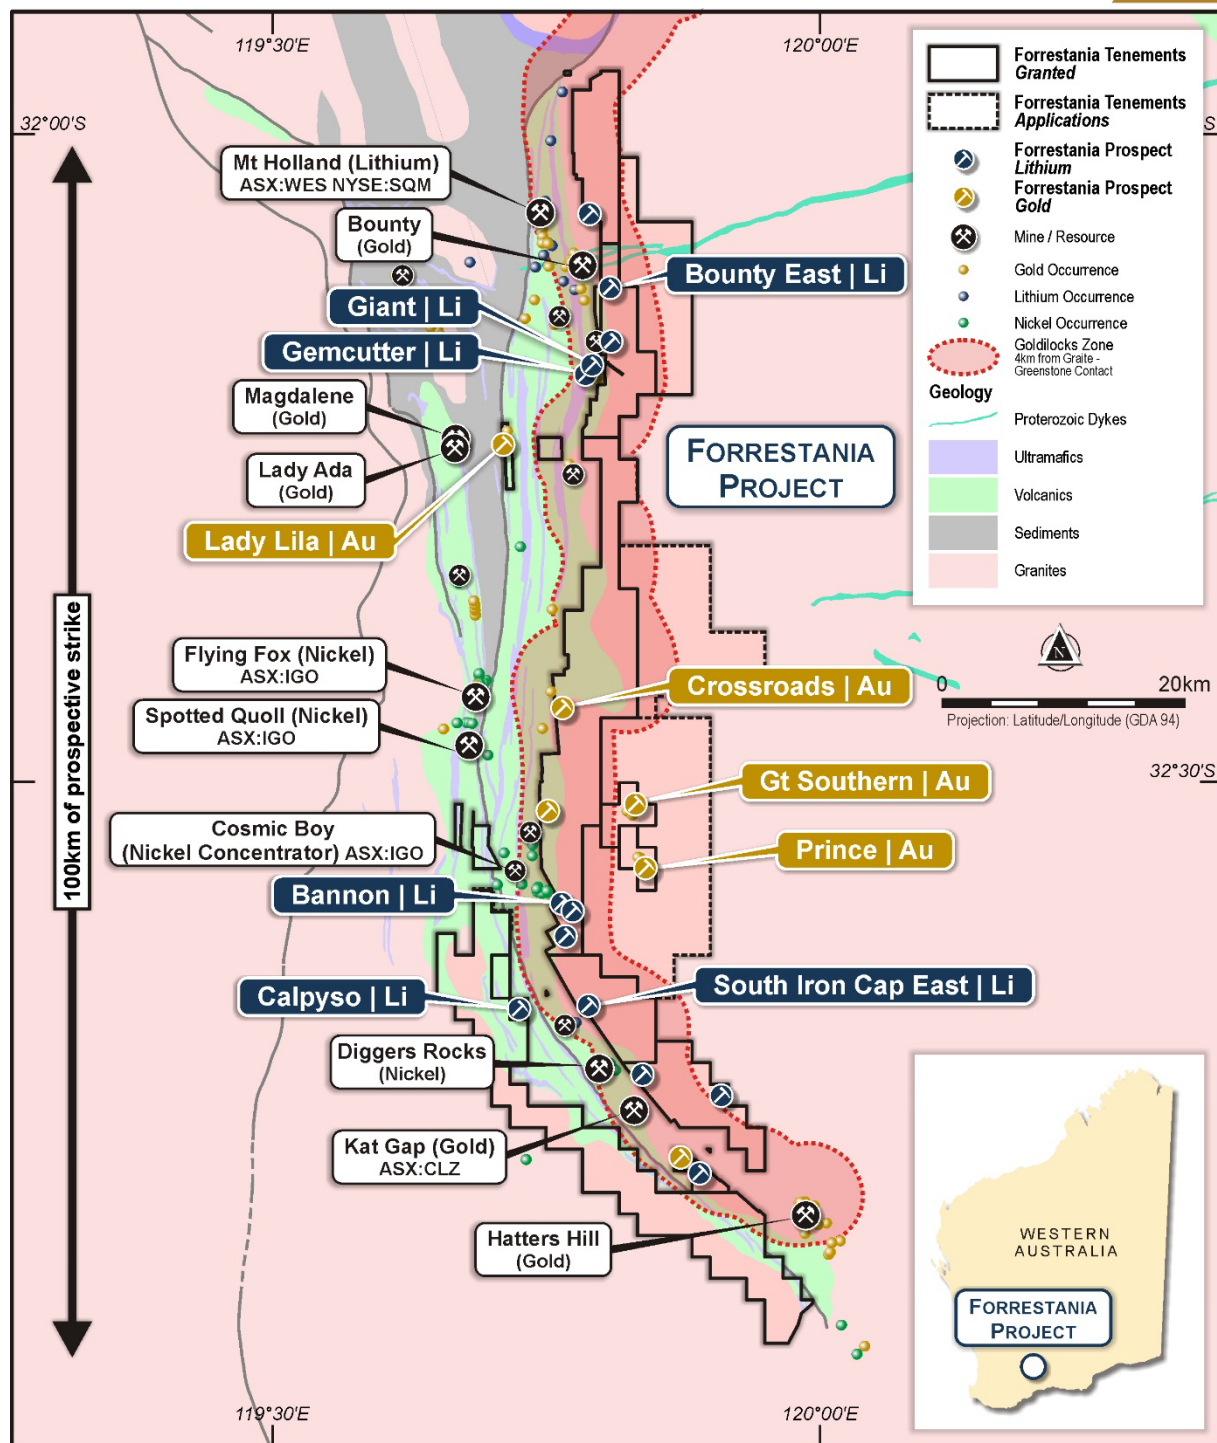 119°30'E
120°00'E
32°00'S
S
Forrestania Tenements
Granted
Forrestania Tenements
Applications
Forrestania Prospect
Lithium
Forrestania Prospect
Gold
Mine / Resource
Gold Occurrence
Lithium Occurrence
Nickel Occurrence
Goldilocks Zone
4km from Graite -
Greenstone Contact
Geology
Proterozoic Dykes
Ultramafics
Volcanics
Sediments
Granites
Mt Holland (Lithium)
ASX:WES NYSE:SQM
Bounty
(Gold)
Bounty East | Li
Giant | Li
Gemcutter | Li
Magdalene
(Gold)
Lady Ada
(Gold)
FORRESTANIA
PROJECT
Lady Lila | Au
100km of prospective strike
Flying Fox (Nickel)
ASX:IGO
Spotted Quoll (Nickel)
ASX:IGO
Crossroads | Au
N
0 20km
Projection: Latitude/Longitude (GDA 94)
32°30'S
Gt Southern | Au
Cosmic Boy
(Nickel Concentrator) ASX:IGO
Prince | Au
Bannon | Li
Calpyso | Li
South Iron Cap East | Li
Diggers Rocks
(Nickel)
Kat Gap (Gold)
ASX:CLZ
Hatters Hill
(Gold)
WESTERN
AUSTRALIA
FORRESTANIA
PROJECT
119°30'E
120°00'E